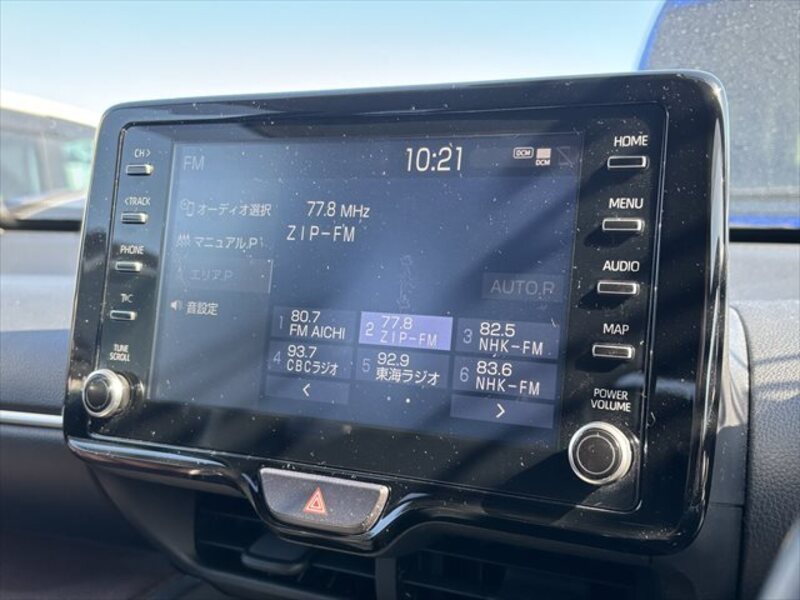 CH >
<TRACK
PHONE
TUNE
SCROLL
FM
10:21
DCM
DCM
オーディオ選択
77.8 MHz
ZIP-FM
マニュアル.P
エリア.P
音設定
AUTO.R
1 80.7
FM AICHI
2 77.8
ZIP-FM
3 82.5
NHK-FM
4 93.7
CBCラジオ
5 92.9
東海ラジオ
6 83.6
NHK-FM
<
>
HOME
MENU
AUDIO
MAP
POWER
VOLUME